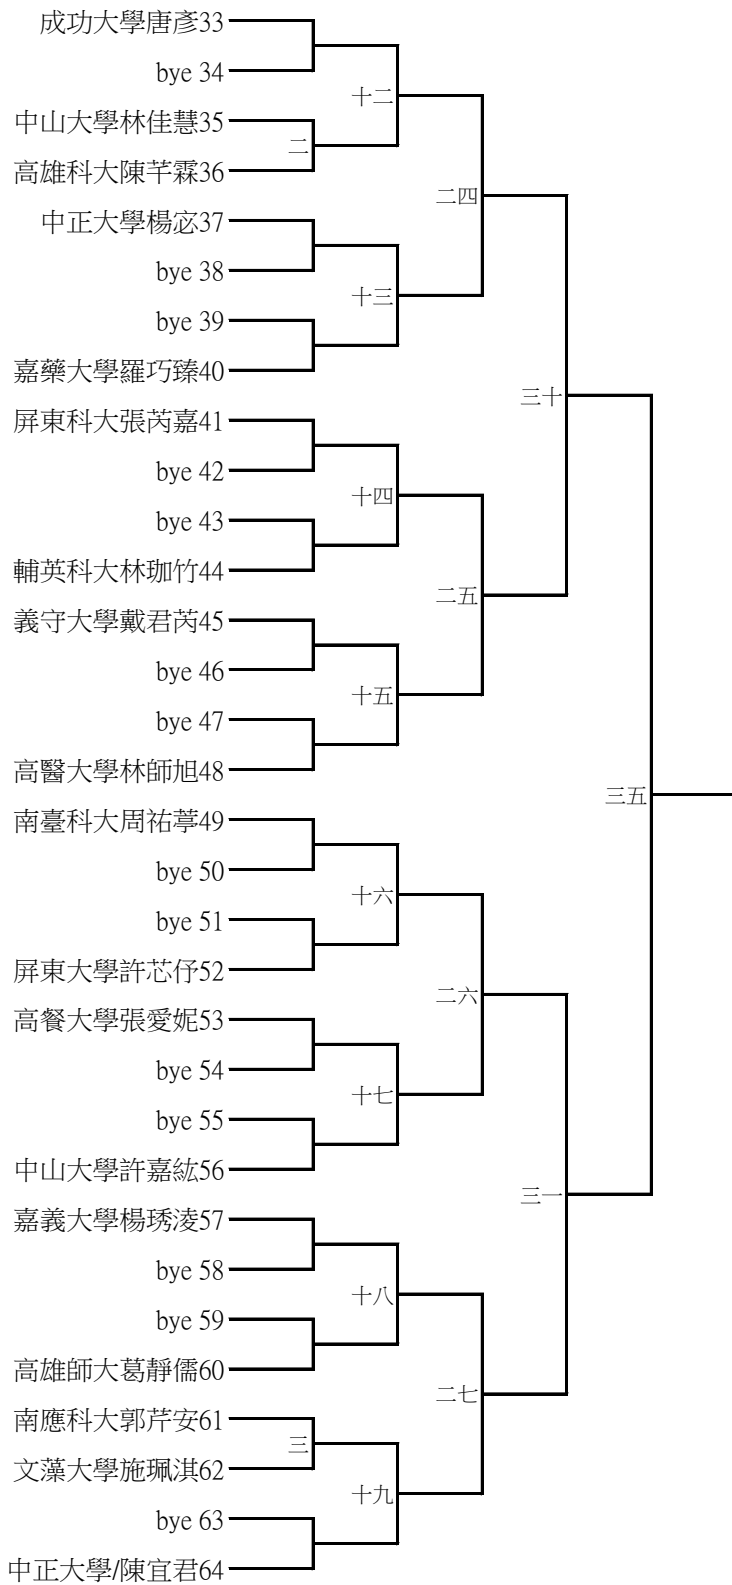 成功大學唐彥33
bye 34
十二
中山大學林佳慧35
二
高雄科大陳芊霖36
二四
中正大學楊宓37
bye 38
十三
bye 39
嘉藥大學羅巧臻40
三十
屏東科大張芮嘉41
bye 42
十四
bye 43
輔英科大林珈竹44
二五
義守大學戴君芮45
bye 46
十五
bye 47
高醫大學林師旭48
三五
南臺科大周祐葶49
bye 50
十六
bye 51
屏東大學許芯伃52
二六
高餐大學張愛妮53
bye 54
十七
bye 55
中山大學許嘉紘56
三一
嘉義大學楊琇淩57
bye 58
十八
bye 59
高雄師大葛靜儒60
二七
南應科大郭芹安61
三
文藻大學施珮淇62
十九
bye 63
中正大學/陳宜君64